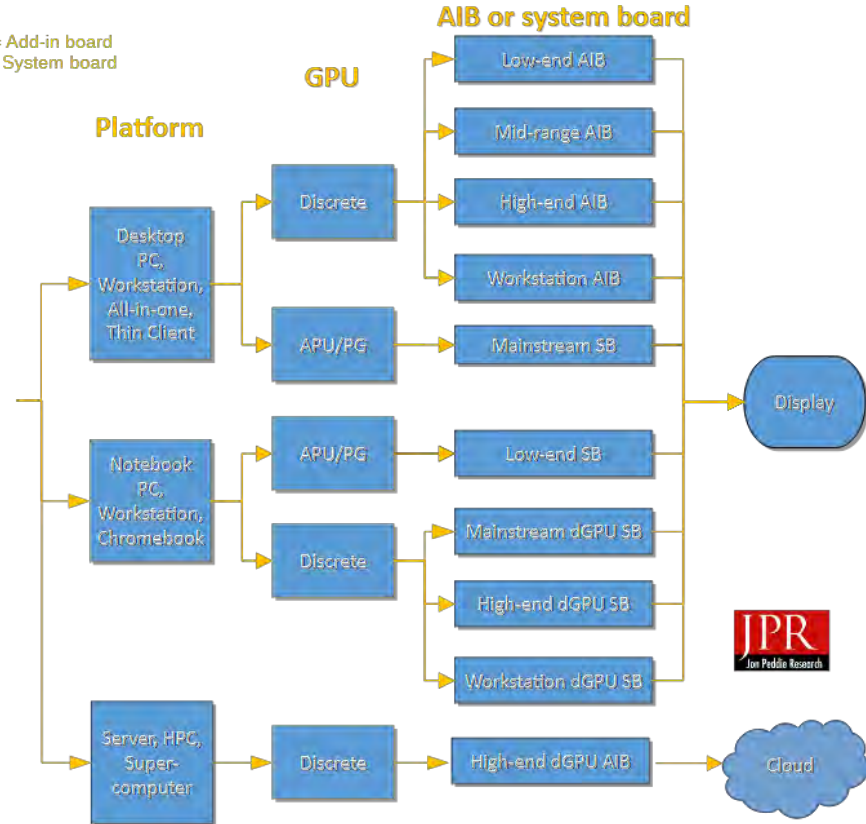 AIB or system board
= Add-in board
System board
GPU
Platform
Low-end AIB
Mid-range AIB
Discrete
High-end AIB
Desktop
PC,
Workstation,
All-in-one,
Thin Client
Workstation AIB
APU/PG
Mainstream SB
Display
Notebook
PC,
Workstation,
Chromebook
APU/PG
Low-end SB
Mainstream dGPU SB
Discrete
High-end dGPU SB
Workstation dGPU SB
JPR
Jon Peddie Research
Server, HPC,
Super-
computer
Discrete
High-end dGPU AIB
Cloud